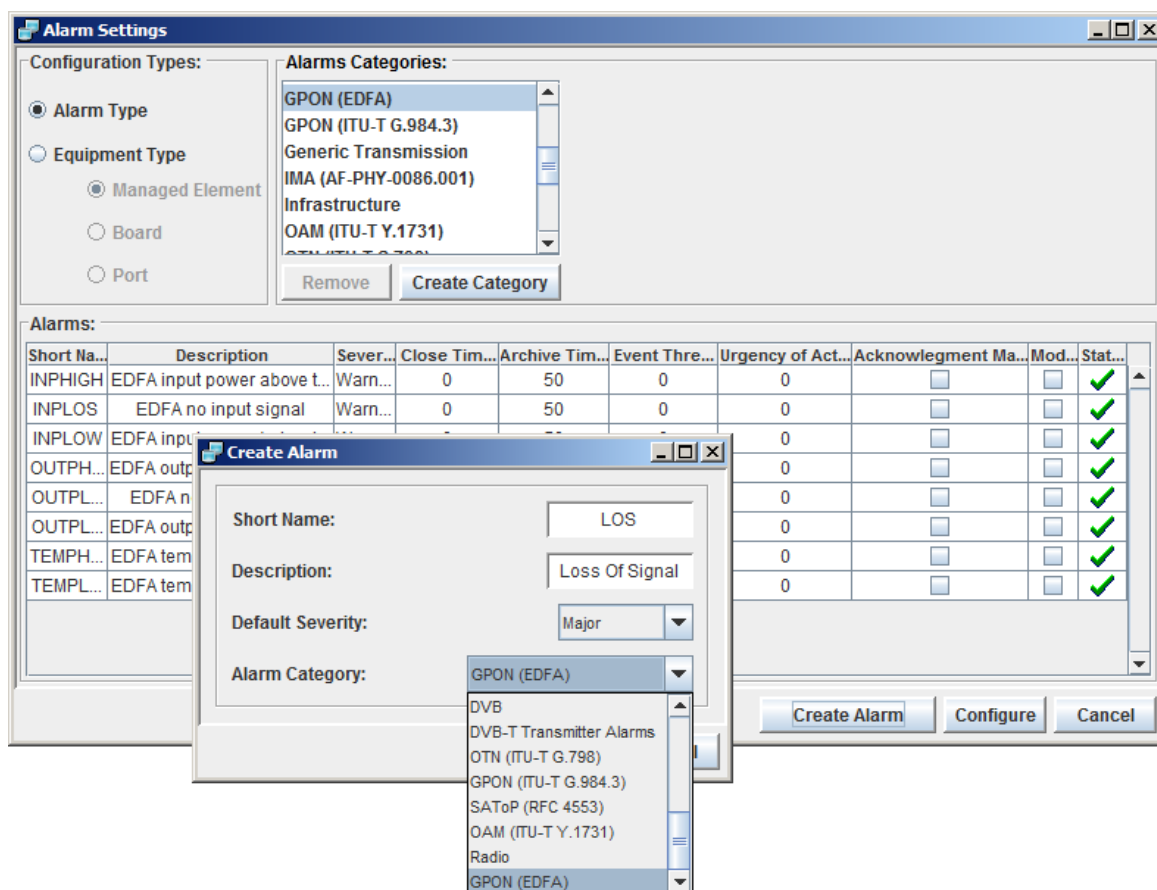 Alarm Settings
Configuration Types:
Alarm Type
Equipment Type
Managed Element
Board
Port
Alarms Categories:
GPON (EDFA)
GPON (ITU-T G.984.3)
Generic Transmission
IMA (AF-PHY-0086.001)
Infrastructure
OAM (ITU-T Y.1731)
Remove Create Category
Alarms:
Short Na... Description Sever... Close Tim... Archive Tim... Event Thre... Urgency of Act... Acknowlegment Ma... Mod... Stat...
INPHIGH EDFA input power above t... Warn... 0 50 0 0
INPLOS EDFA no input signal Warn... 0 50 0 0
INPLOW EDFA 0
OUTPH... EDFA 0
OUTPL... EDFA 0
OUTPL... EDFA 0
TEMPH... EDFA 0
TEMPL... EDFA 0
Create Alarm Configure Cancel
Create Alarm
Short Name: LOS
Description: Loss Of Signal
Default Severity: Major
Alarm Category: GPON (EDFA)
DVB
DVB-T Transmitter Alarms
OTN (ITU-T G.798)
GPON (ITU-T G.984.3)
SAToP (RFC 4553)
OAM (ITU-T Y.1731)
Radio
GPON (EDFA)